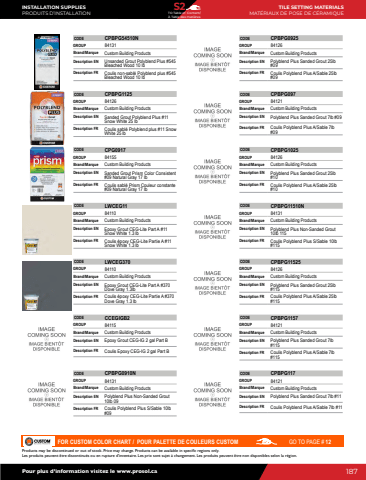 INSTALLATION SUPPLIES
PRODUITS D'INSTALLATION
TILE SETTING MATERIALS
MATÉRIAUX DE POSE DE CÉRAMIQUE
CODE CPBPG54510N
GROUP 84131
Brand/Marque Custom Building Products
Description EN Unsanded Grout Polyblend Plus #545
Bleached Wood 10 lb
Description FR Coulis non-sablé Polyblend plus #545
Bleached Wood 10 lb
CODE CPBPG1125
GROUP 84126
Brand/Marque Custom Building Products
Description EN Sanded Grout Polyblend Plus #11
Snow White 25 lb
Description FR Coulis sablé Polyblend plus #11 Snow
White 25 lb
CODE CPG0917
GROUP 84155
Brand/Marque Custom Building Products
Description EN Sanded Grout Prism Color Consistent
#09 Natural Gray 17 lb
Description FR Coulis sablé Prism Couleur constante
#09 Natural Gray 17 lb
CODE LWCEG11
GROUP 84110
Brand/Marque Custom Building Products
Description EN Epoxy Grout CEG-Lite Part A #11
Snow White 1.3 lb
Description FR Coulis époxy CEG-Lite Partie A #11
Snow White 1.3 lb
CODE LWCEG370
GROUP 84110
Brand/Marque Custom Building Products
Description EN Epoxy Grout CEG-Lite Part A #370
Dove Gray 1.3lb
Description FR Coulis époxy CEG-Lite Partie A #370
Dove Gray 1.3 lb
IMAGE
COMING SOON
IMAGE BIENTÔT
DISPONIBLE
CODE CCEGIGB2
GROUP 84115
Brand/Marque Custom Building Products
Description EN Epoxy Grout CEG-IG 2 gal Part B
Description FR Coulis Epoxy CEG-IG 2 gal Part B
IMAGE
COMING SOON
IMAGE BIENTÔT
DISPONIBLE
CODE CPBPG0910N
GROUP 84131
Brand/Marque Custom Building Products
Description EN Polyblend Plus Non-Sanded Grout
10lb #09
Description FR Coulis Polyblend Plus S/Sable 10lb
#09
IMAGE
COMING SOON
IMAGE BIENTÔT
DISPONIBLE
CODE CPBPG0925
GROUP 84126
Brand/Marque Custom Building Products
Description EN Polyblend Plus Sanded Grout 25lb
#09
Description FR Coulis Polyblend Plus A/Sable 25lb
#09
CODE CPBPG097
GROUP 84121
Brand/Marque Custom Building Products
Description EN Polyblend Plus Sanded Grout 7lb #09
Description FR Coulis Polyblend Plus A/Sable 7lb
#09
IMAGE
COMING SOON
IMAGE BIENTÔT
DISPONIBLE
CODE CPBPG1025
GROUP 84126
Brand/Marque Custom Building Products
Description EN Polyblend Plus Sanded Grout 25lb
#10
Description FR Coulis Polyblend Plus A/Sable 25lb
#10
IMAGE
COMING SOON
IMAGE BIENTÔT
DISPONIBLE
CODE CPBPG11510N
GROUP 84131
Brand/Marque Custom Building Products
Description EN Polyblend Plus Non-Sanded Grout
10lb #115
Description FR Coulis Polyblend Plus S/Sable 10lb
#115
IMAGE
COMING SOON
IMAGE BIENTÔT
DISPONIBLE
CODE CPBPG11525
GROUP 84126
Brand/Marque Custom Building Products
Description EN Polyblend Plus Sanded Grout 25lb
#115
Description FR Coulis Polyblend Plus A/Sable 25lb
#115
IMAGE
COMING SOON
IMAGE BIENTÔT
DISPONIBLE
CODE CPBPG1157
GROUP 84121
Brand/Marque Custom Building Products
Description EN Polyblend Plus Sanded Grout 7lb
#115
Description FR Coulis Polyblend Plus A/Sable 7lb
#115
IMAGE
COMING SOON
IMAGE BIENTÔT
DISPONIBLE
CODE CPBPG117
GROUP 84121
Brand/Marque Custom Building Products
Description EN Polyblend Plus Sanded Grout 7lb #11
Description FR Coulis Polyblend Plus A/Sable 7lb #11
IMAGE
COMING SOON
IMAGE BIENTÔT
DISPONIBLE
CUSTOM FOR CUSTOM COLOR CHART / POUR PALETTE DE COULEURS CUSTOM GO TO PAGE # 12
Products may be discontinued or out of stock. Price may change. Products can be available in specific regions only.
Les produits peuvent être discontinués ou en rupture d'inventaire. Les prix sont sujet à changement. Les produits peuvent être non disponibles selon la région.
Pour plus d'information visitez le www.prosol.ca
187